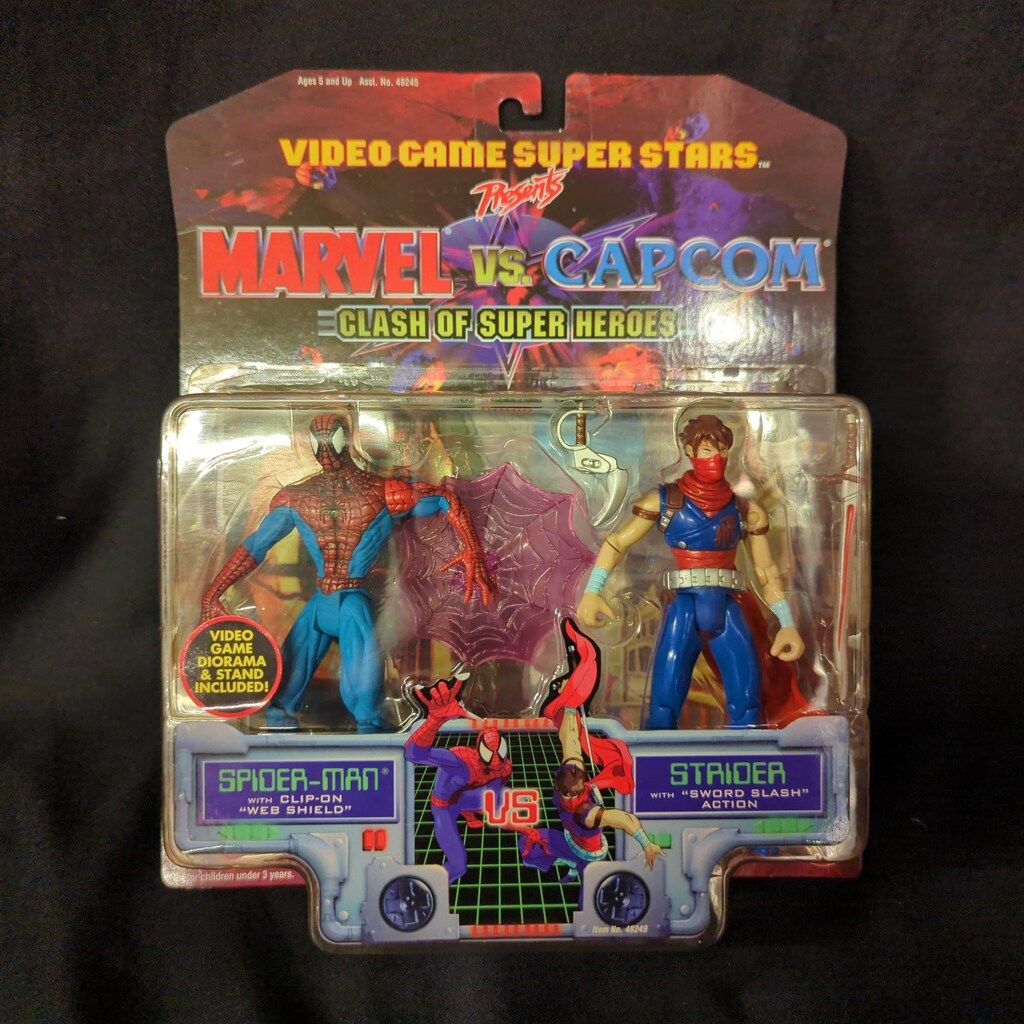 Ages 5 and Up Asst. No. 48245
VIDEO GAME SUPER STARS™
Presents
MARVEL® VS. CAPCOM®
CLASH OF SUPER HEROES
VIDEO
GAME
DIORAMA
& STAND
INCLUDED!
SPIDER-MAN®
WITH CLIP-ON
"WEB SHIELD"
VS
STRIDER
WITH "SWORD SLASH"
ACTION
for children under 3 years.
Item No. 48249